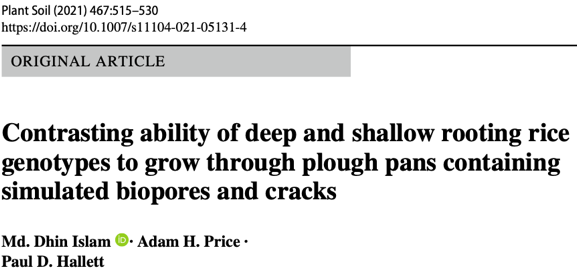 Plant Soil (2021) 467:515–530
https://doi.org/10.1007/s11104-021-05131-4
ORIGINAL ARTICLE
Contrasting ability of deep and shallow rooting rice
genotypes to grow through plough pans containing
simulated biopores and cracks
Md. Dhin Islam iD · Adam H. Price ·
Paul D. Hallett